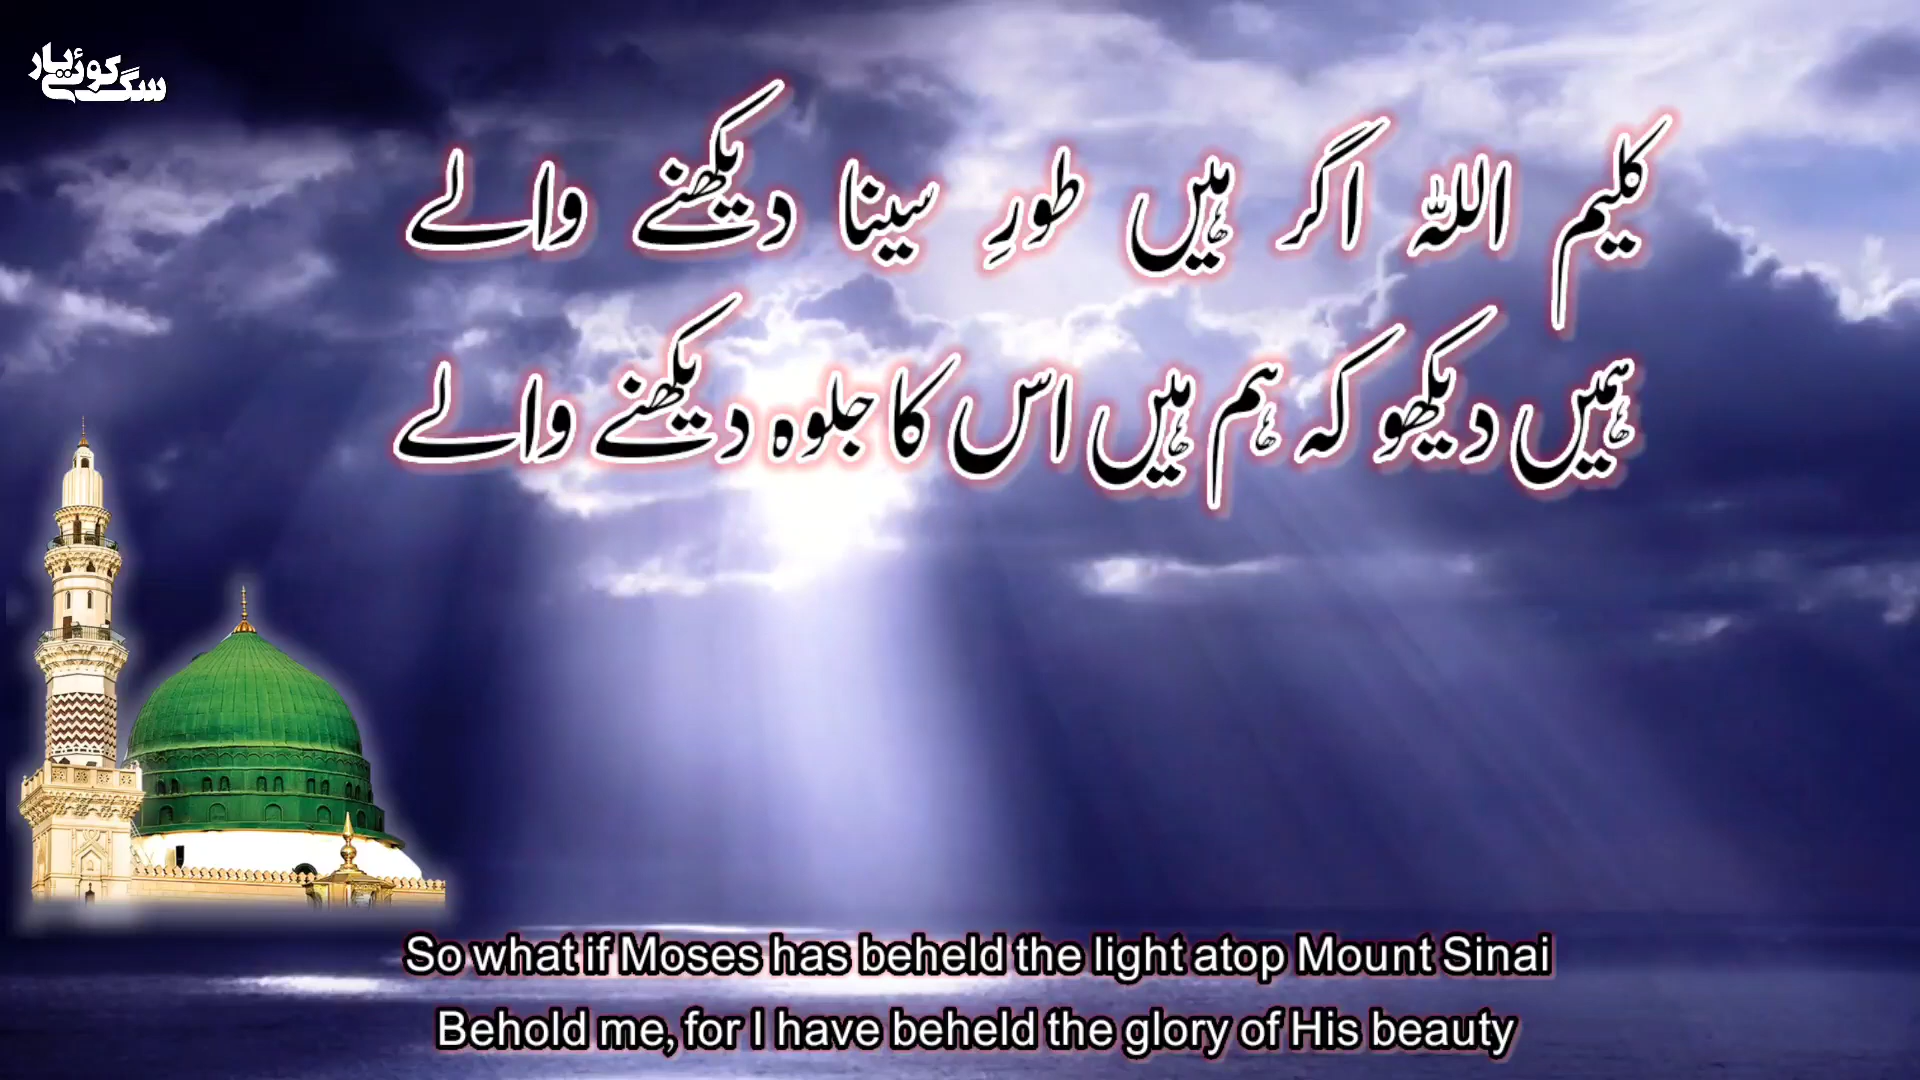 سگ کوئے یار
کلیم اللہ اگر ہیں طورِ سینا دیکھنے والے
ہمیں دیکھو کہ ہم ہیں اس کا جلوہ دیکھنے والے
So what if Moses has beheld the light atop Mount Sinai
Behold me, for I have beheld the glory of His beauty